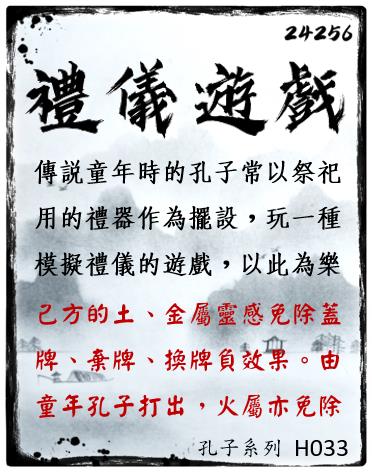 24256
禮儀遊戲
傳說童年時的孔子常以祭祀
用的禮器作為擺設，玩一種
模擬禮儀的遊戲，以此為樂
己方的土、金屬靈感免除蓋
牌、棄牌、換牌負效果。由
童年孔子打出，火屬亦免除
孔子系列 H033